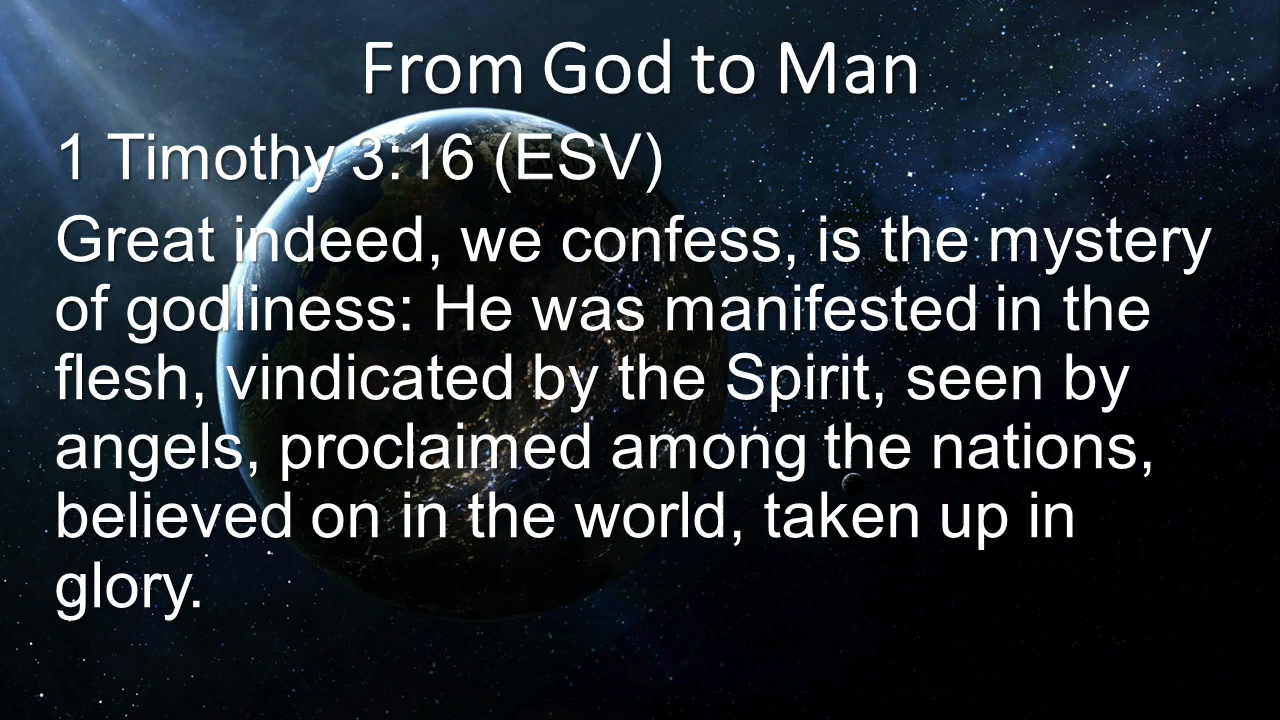 From God to Man
1 Timothy 3:16 (ESV)
Great indeed, we confess, is the mystery
of godliness: He was manifested in the
flesh, vindicated by the Spirit, seen by
angels, proclaimed among the nations,
believed on in the world, taken up in
glory.